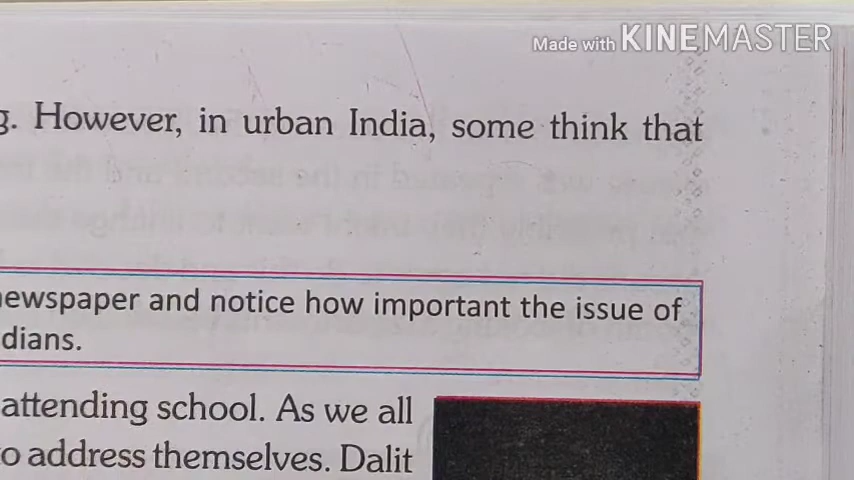 Made with KINEMASTER
g. However, in urban India, some think that
newspaper and notice how important the issue of
dians.
attending school. As we all
o address themselves. Dalit